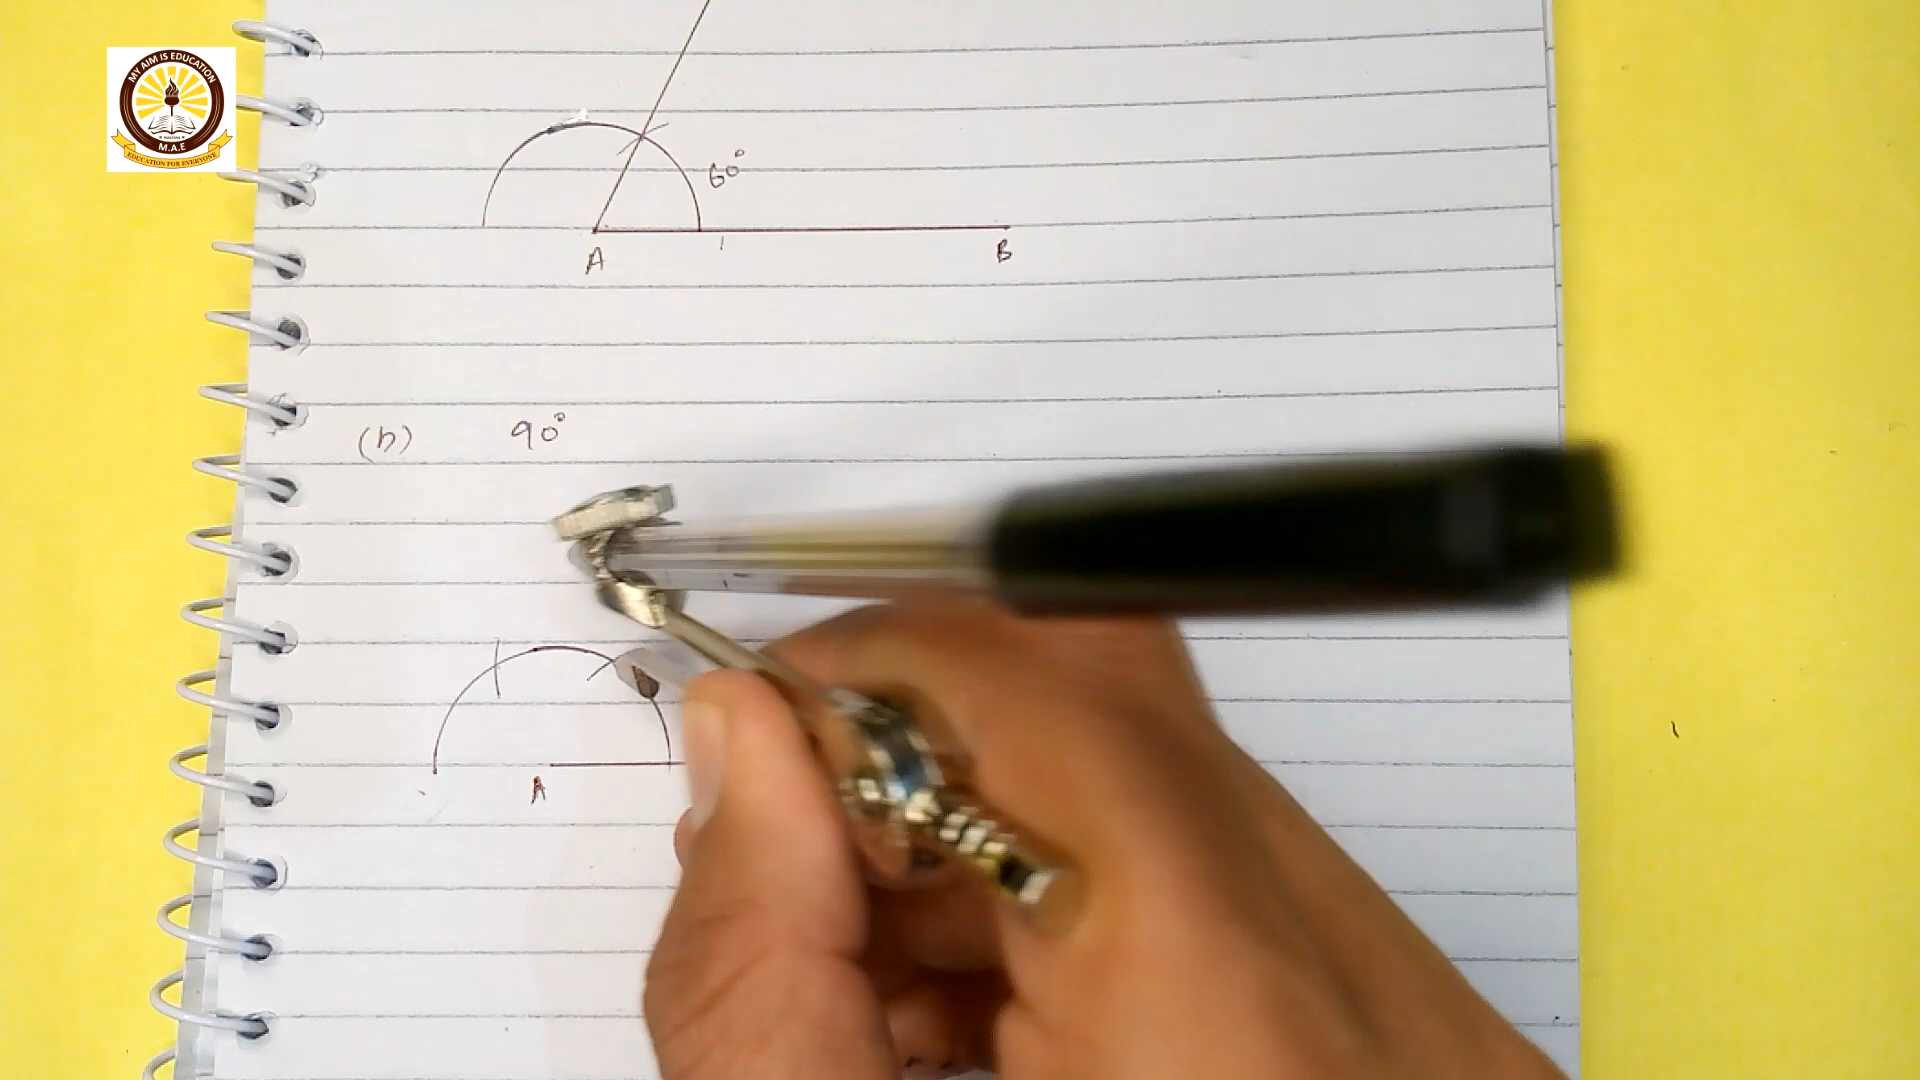 MY AIM IS EDUCATION
M.A.E
EDUCATION FOR EVERYONE
60°
A B
(b) 90°
A